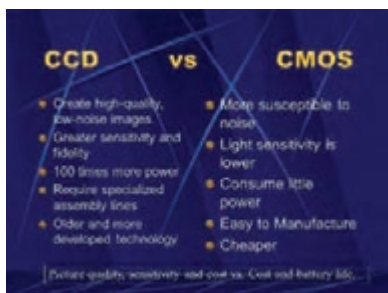 CCD vs CMOS
Create high-quality,
low-noise images
Greater sensitivity and
fidelity
100 times more power
Require specialized
assembly lines
Older and more
developed technology
More susceptible to
noise
Light sensitivity is
lower
Consume little
power
Easy to Manufacture
Cheaper
Picture quality, sensitivity and cost vs. Cost and battery life.